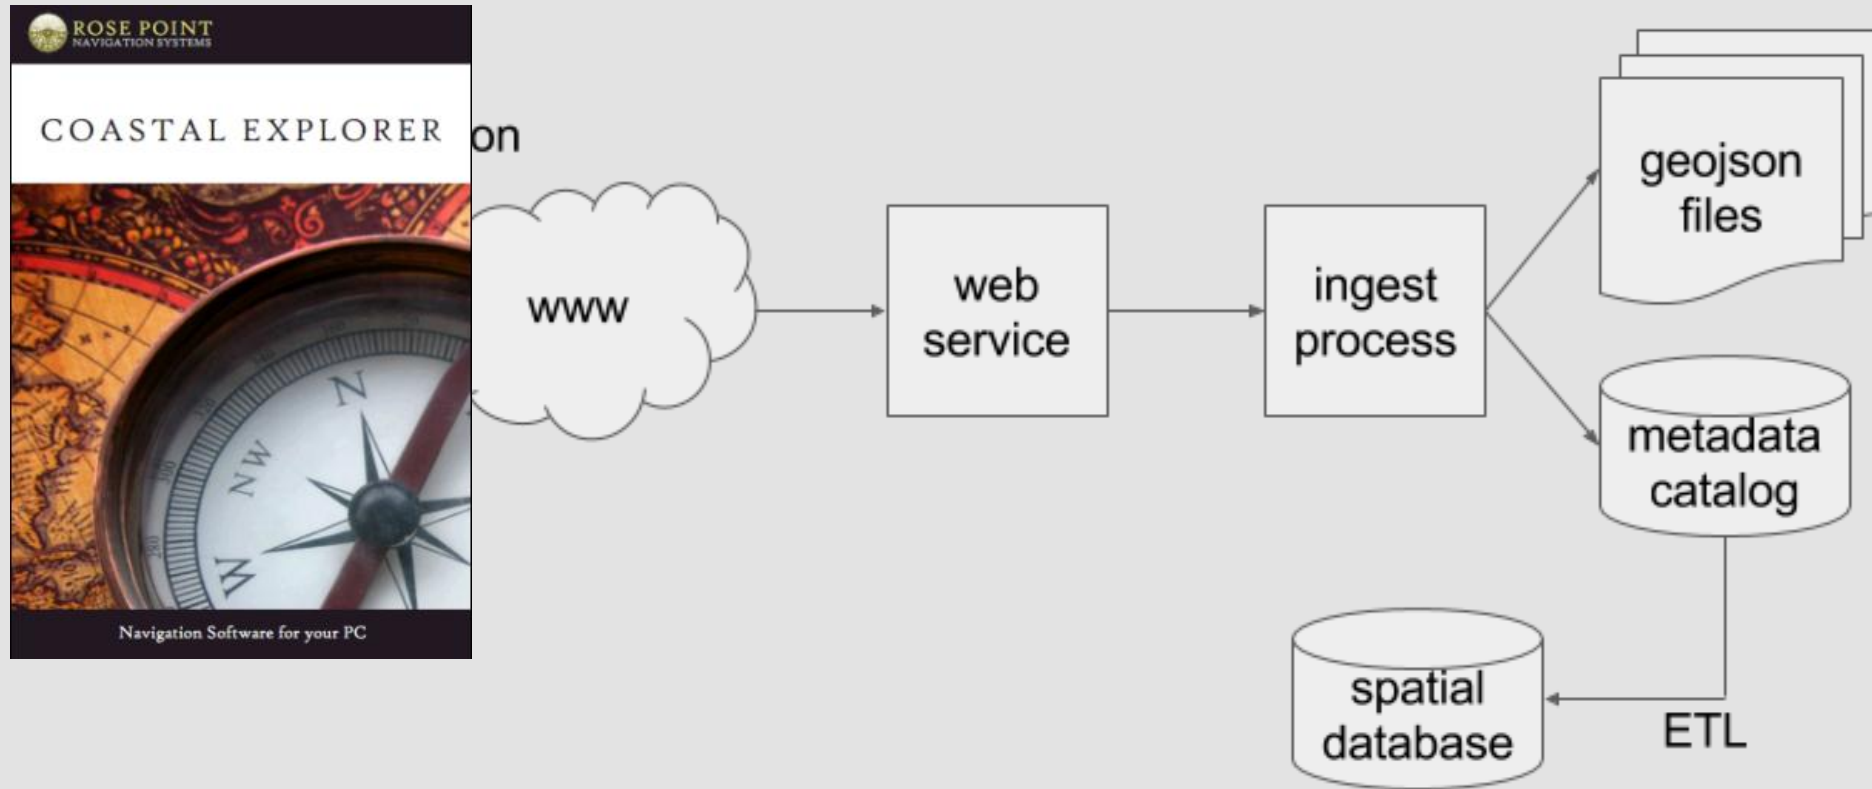 ROSE POINT
NAVIGATION SYSTEMS
COASTAL EXPLORER
on
N
NW
W
Navigation Software for your PC
www
web
service
ingest
process
geojson
files
metadata
catalog
spatial
database
ETL